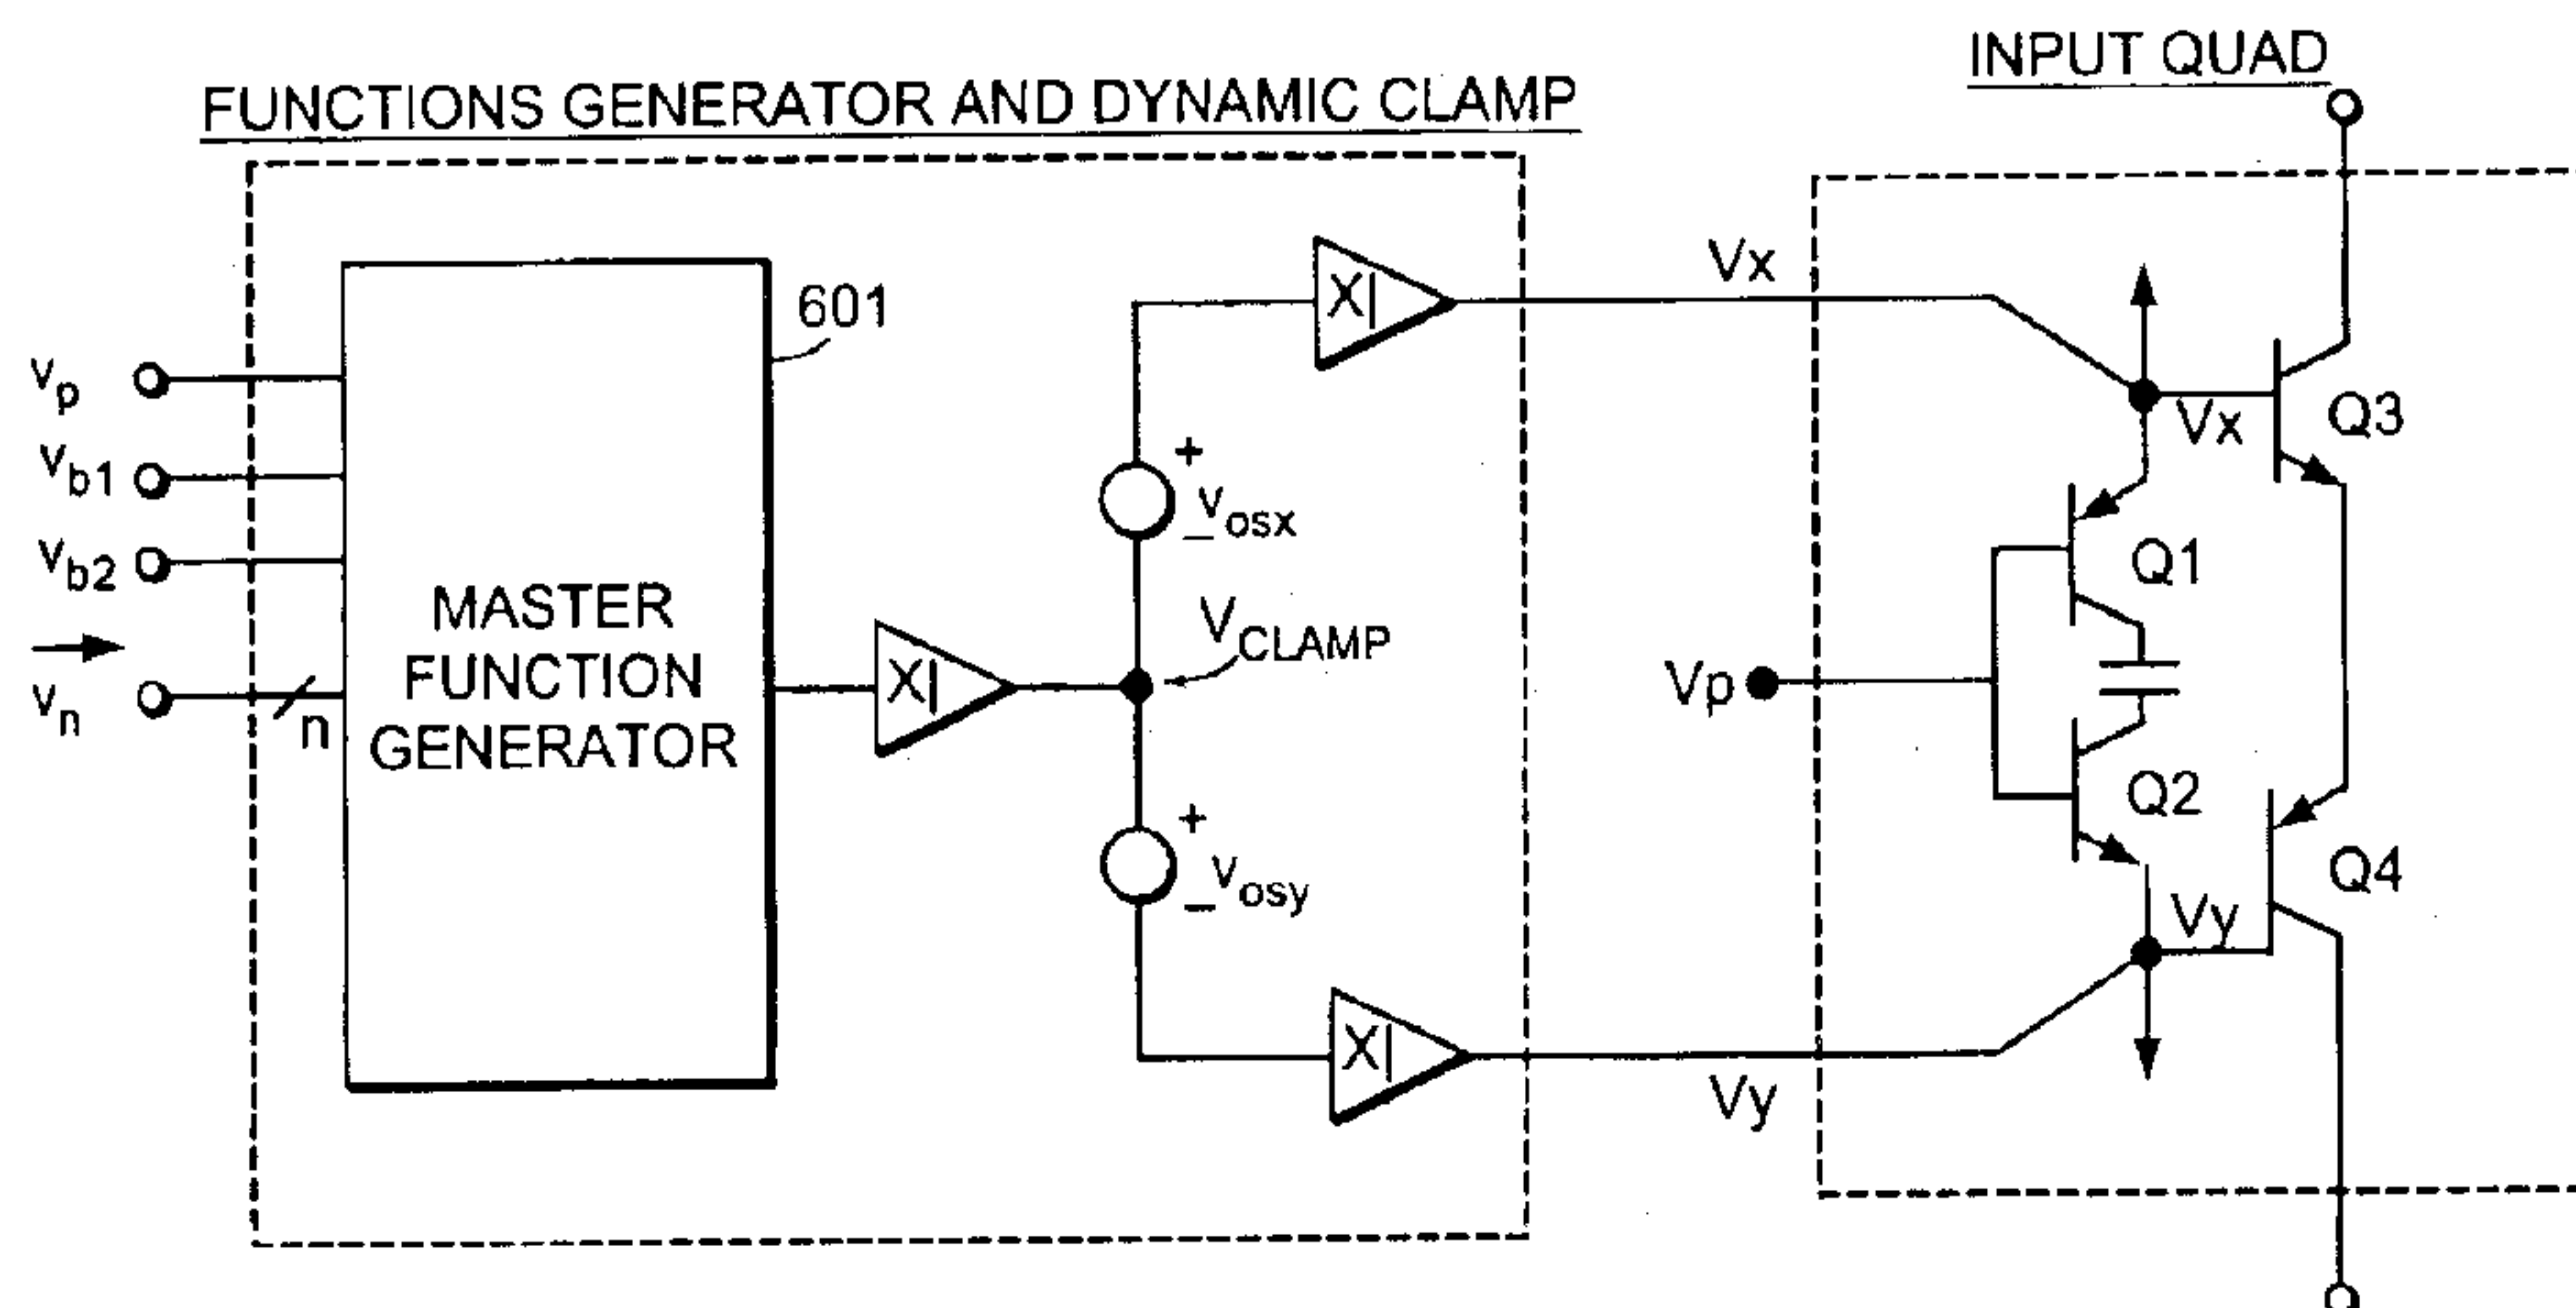 INPUT QUAD
FUNCTIONS GENERATOR AND DYNAMIC CLAMP
601
vp
vb1
vb2
vn
n
MASTER
FUNCTION
GENERATOR
X|
X|
X|
+
–
vosx
VCLAMP
+
–
vosy
Vx
Vy
Vp
Vx
Q3
Q1
Q2
Vy
Q4